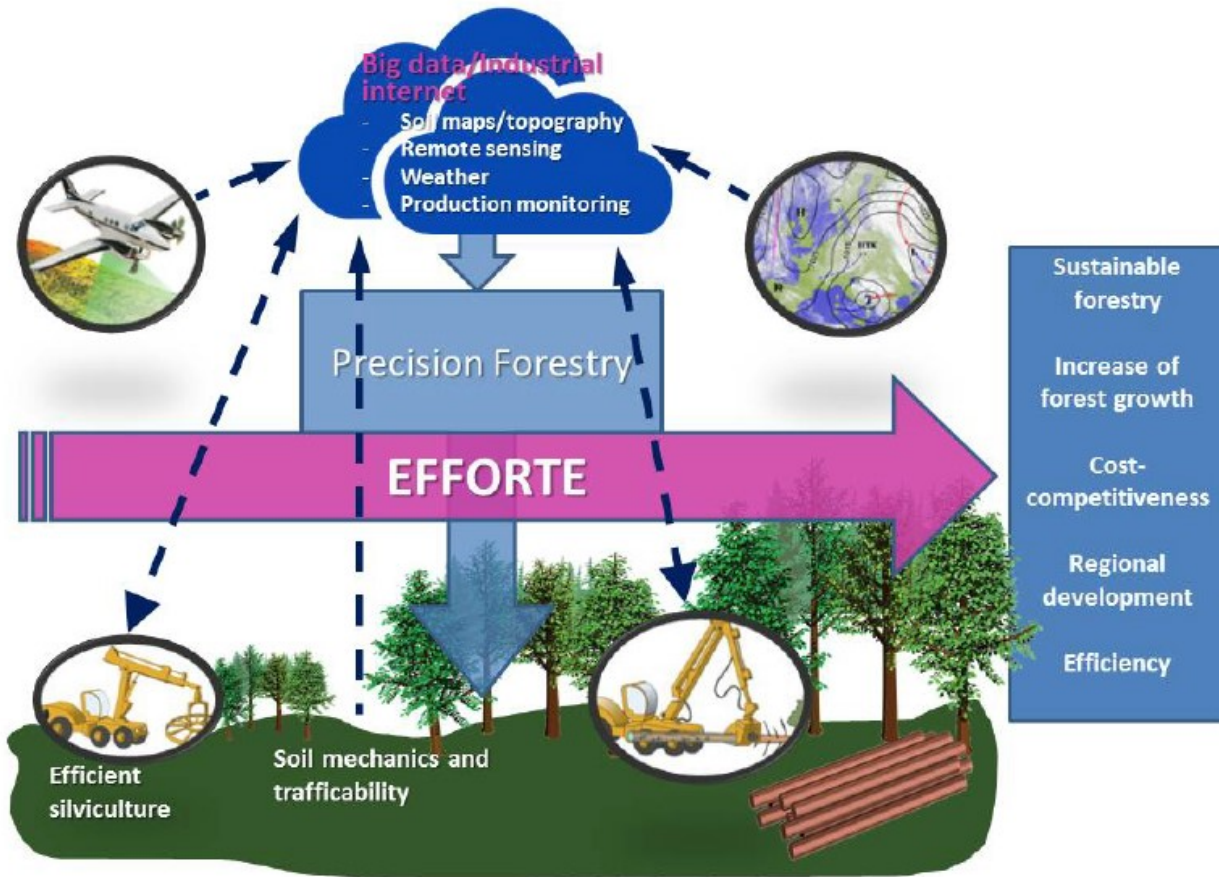 Big data/Industrial
internet
- Soil maps/topography
- Remote sensing
- Weather
- Production monitoring
Precision Forestry
EFFORTE
Sustainable
forestry
Increase of
forest growth
Cost-
competitiveness
Regional
development
Efficiency
Efficient
silviculture
Soil mechanics and
trafficability